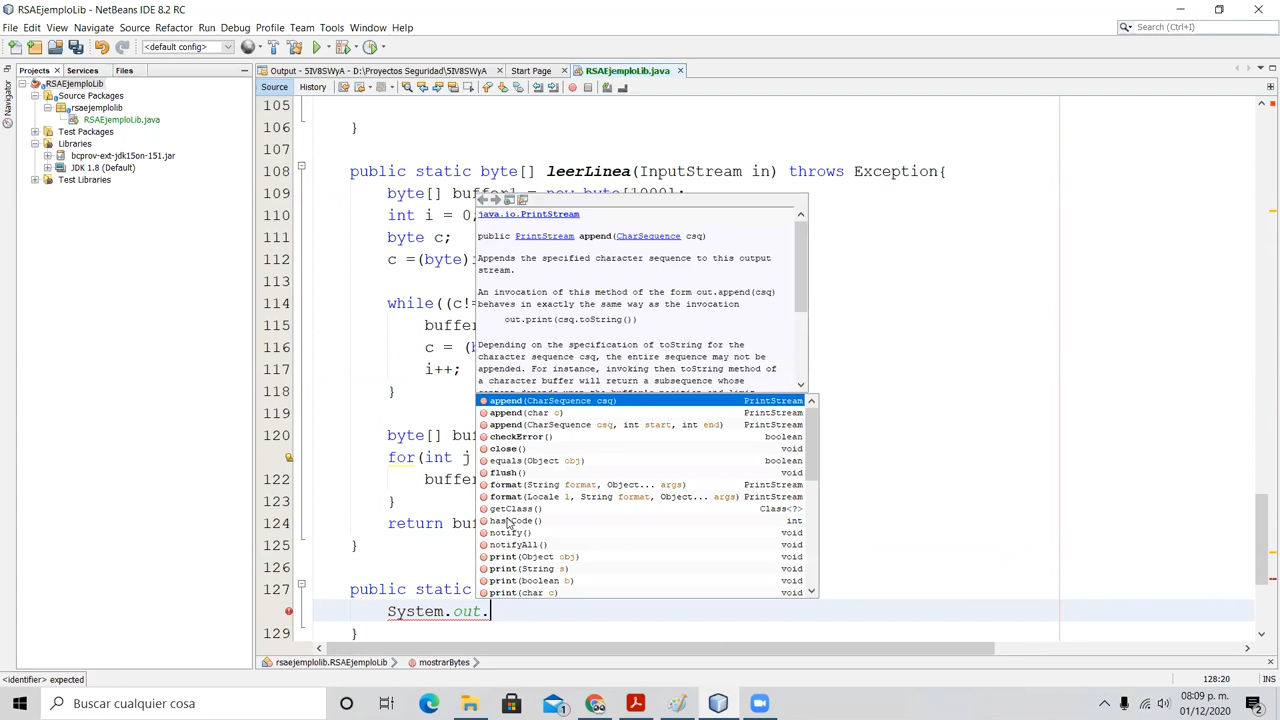 RSAEjemploLib - NetBeans IDE 8.2 RC
File Edit View Navigate Source Refactor Run Debug Profile Team Tools Window Help
Search (Ctrl+I)
<default config>
Projects Services Files
Output - 5IV8SWyA - D:\Proyectos Seguridad\5IV8SWyA Start Page RSAEjemploLib.java
Navigator
RSAEjemploLib
Source Packages
rsaejemplolib
RSAEjemploLib.java
Test Packages
Libraries
bcprov-ext-jdk15on-151.jar
JDK 1.8 (Default)
Test Libraries
Source History
105
106 }
107
108 public static byte[] leerLinea(InputStream in) throws Exception{
109 byte[] buffer1 = new byte[1000];
110 int i = 0;
111 byte c;
112 c =(byte)i
113
114 while((c!=
115 buffer
116 c = (b
117 i++;
118 }
119
120 byte[] buf
for(int j
122 buffer
123 }
124 return buf
125 }
126
127 public static
System.out.
129 }
java.io.PrintStream
public PrintStream append(CharSequence csq)
Appends the specified character sequence to this output
stream.
An invocation of this method of the form out.append(csq)
behaves in exactly the same way as the invocation
out.print(csq.toString())
Depending on the specification of toString for the
character sequence csq, the entire sequence may not be
appended. For instance, invoking then toString method of
a character buffer will return a subsequence whose
append(CharSequence csq) PrintStream
append(char c) PrintStream
append(CharSequence csq, int start, int end) PrintStream
checkError() boolean
close() void
equals(Object obj) boolean
flush() void
format(String format, Object... args) PrintStream
format(Locale l, String format, Object... args) PrintStream
getClass() Class<?>
hashCode() int
notify() void
notifyAll() void
print(Object obj) void
print(String s) void
print(boolean b) void
print(char c) void
rsaejemplolib.RSAEjemploLib mostrarBytes
<identifier> expected
128:20 INS
Buscar cosa
08:09 p. m.
01/12/2020